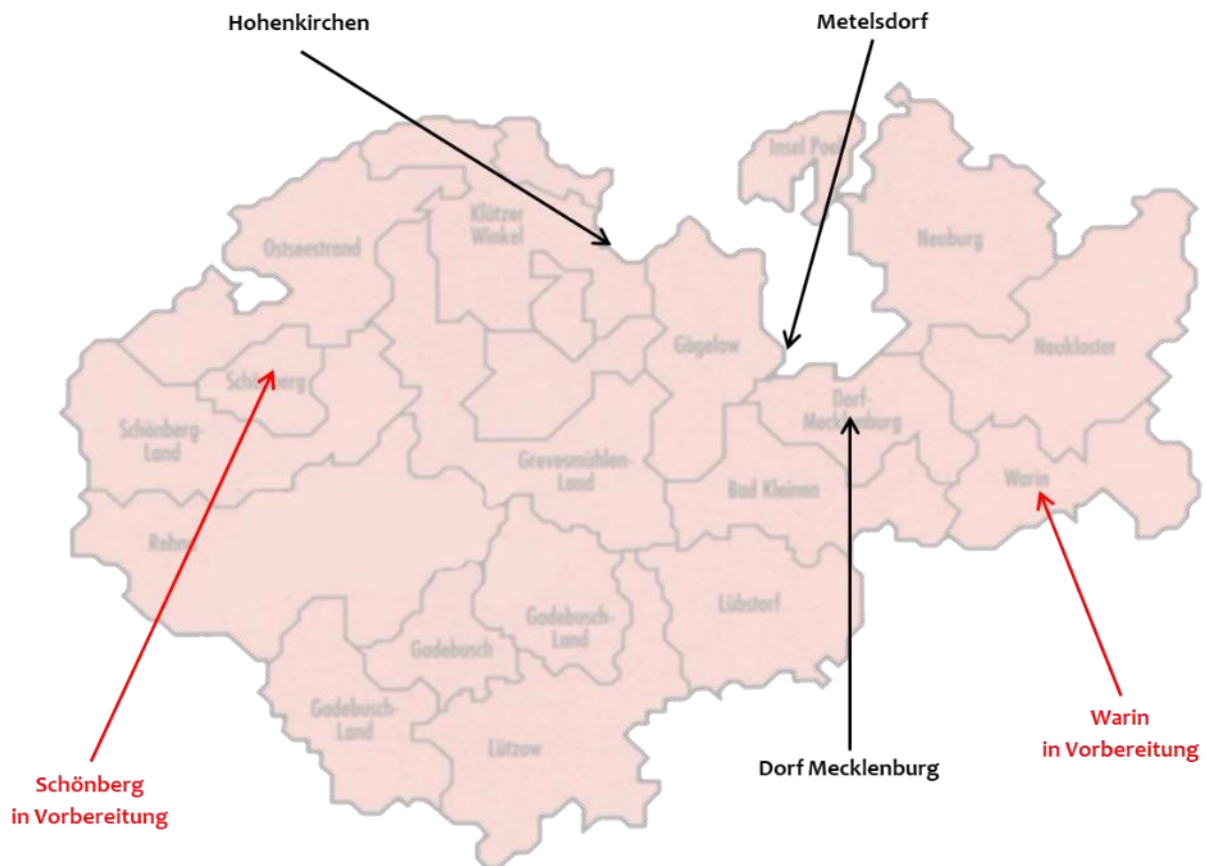 Hohenkirchen
Metelsdorf
Insel Poel
Klützer
Winkel
Ostseestrand
Neuburg
Gägelow
Neukloster
Schönberg
Dorf-
Mecklenburg
Schönberg-
Land
Grevesmühlen-
Land
Bad Kleinen
Warin
Rehna
Lübstorf
Gadebusch-
Land
Gadebusch
Gadebusch-
Land
Lützow
Warin
in Vorbereitung
Dorf Mecklenburg
Schönberg
in Vorbereitung